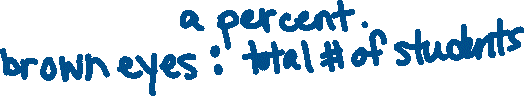 a percent.
brown eyes : total # of students